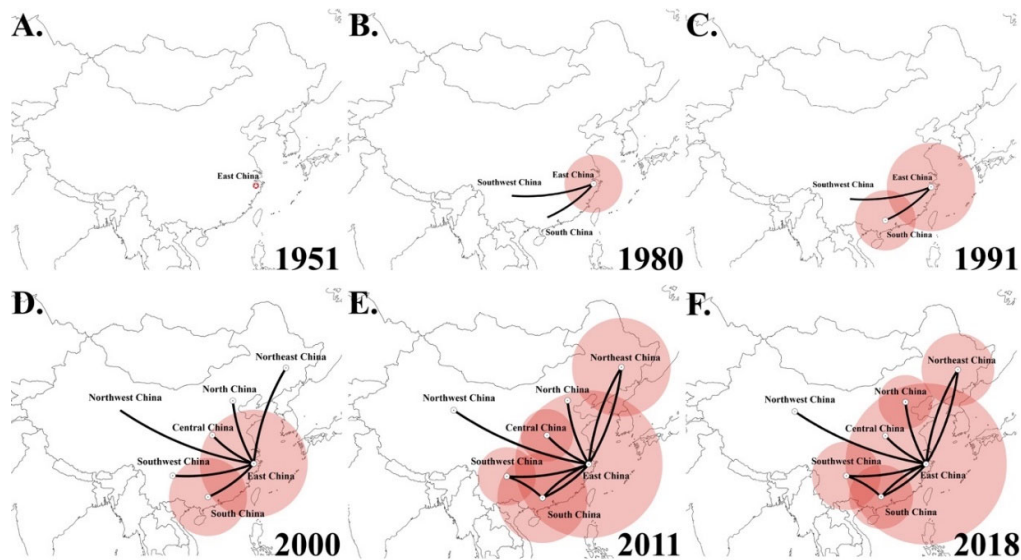 A.
East China
1951
B.
East China
Southwest China
South China
1980
C.
East China
Southwest China
South China
1991
D.
Northeast China
North China
Northwest China
Central China
Southwest China
East China
South China
2000
E.
Northeast China
North China
Northwest China
Central China
Southwest China
East China
South China
2011
F.
Northeast China
North China
Northwest China
Central China
Southwest China
East China
South China
2018